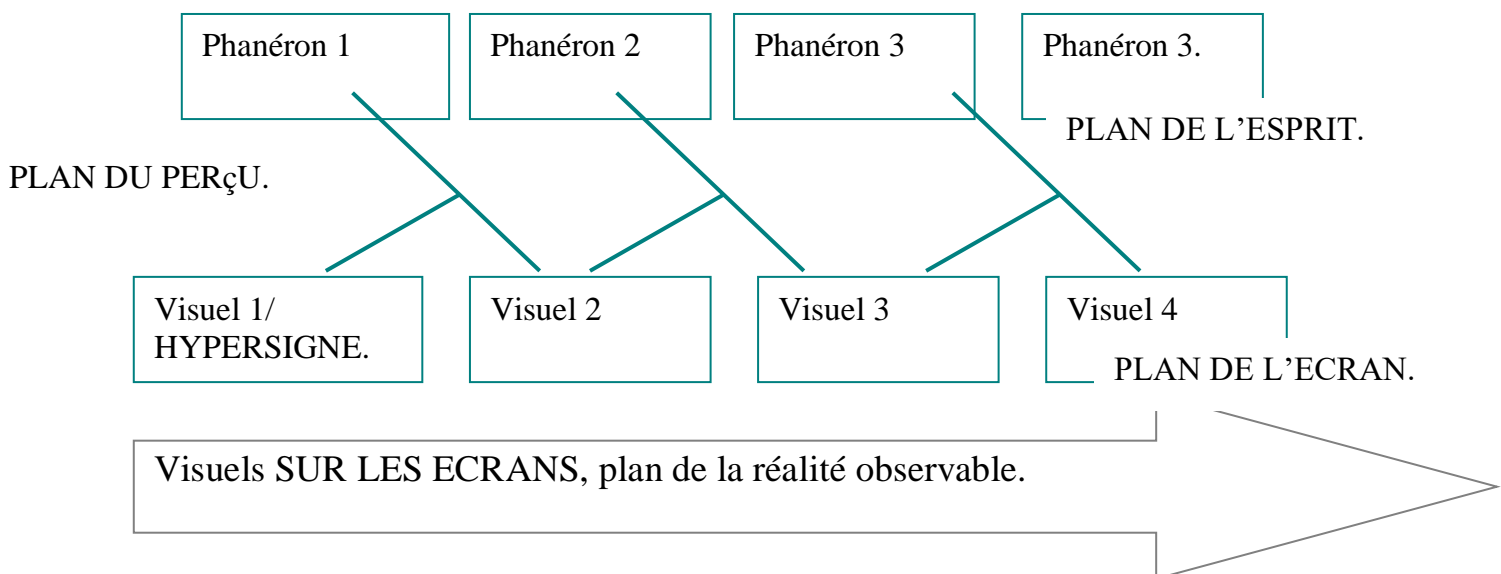 Phanéron 1
Phanéron 2
Phanéron 3
Phanéron 3.
PLAN DE L’ESPRIT.
PLAN DU PERçU.
Visuel 1/
HYPERSIGNE.
Visuel 2
Visuel 3
Visuel 4
PLAN DE L’ECRAN.
Visuels SUR LES ECRANS, plan de la réalité observable.